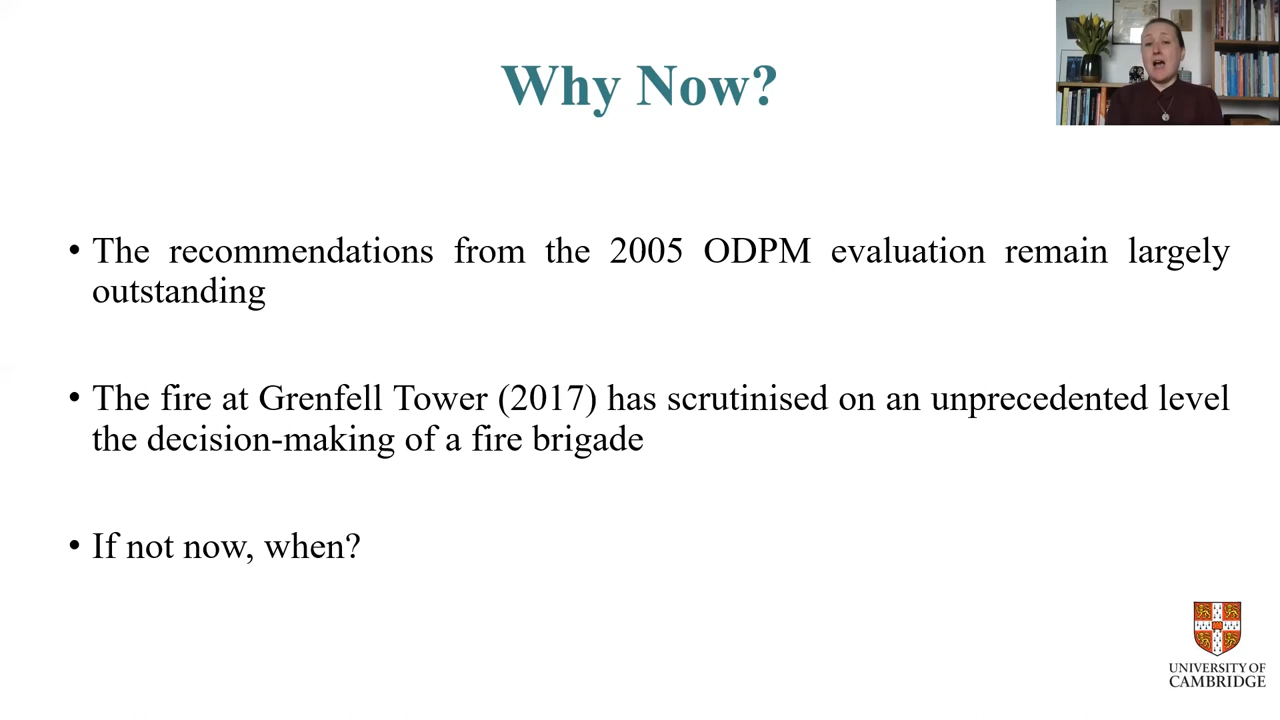 Why Now?
• The recommendations from the 2005 ODPM evaluation remain largely
outstanding
• The fire at Grenfell Tower (2017) has scrutinised on an unprecedented level
the decision-making of a fire brigade
• If not now, when?
UNIVERSITY OF
CAMBRIDGE